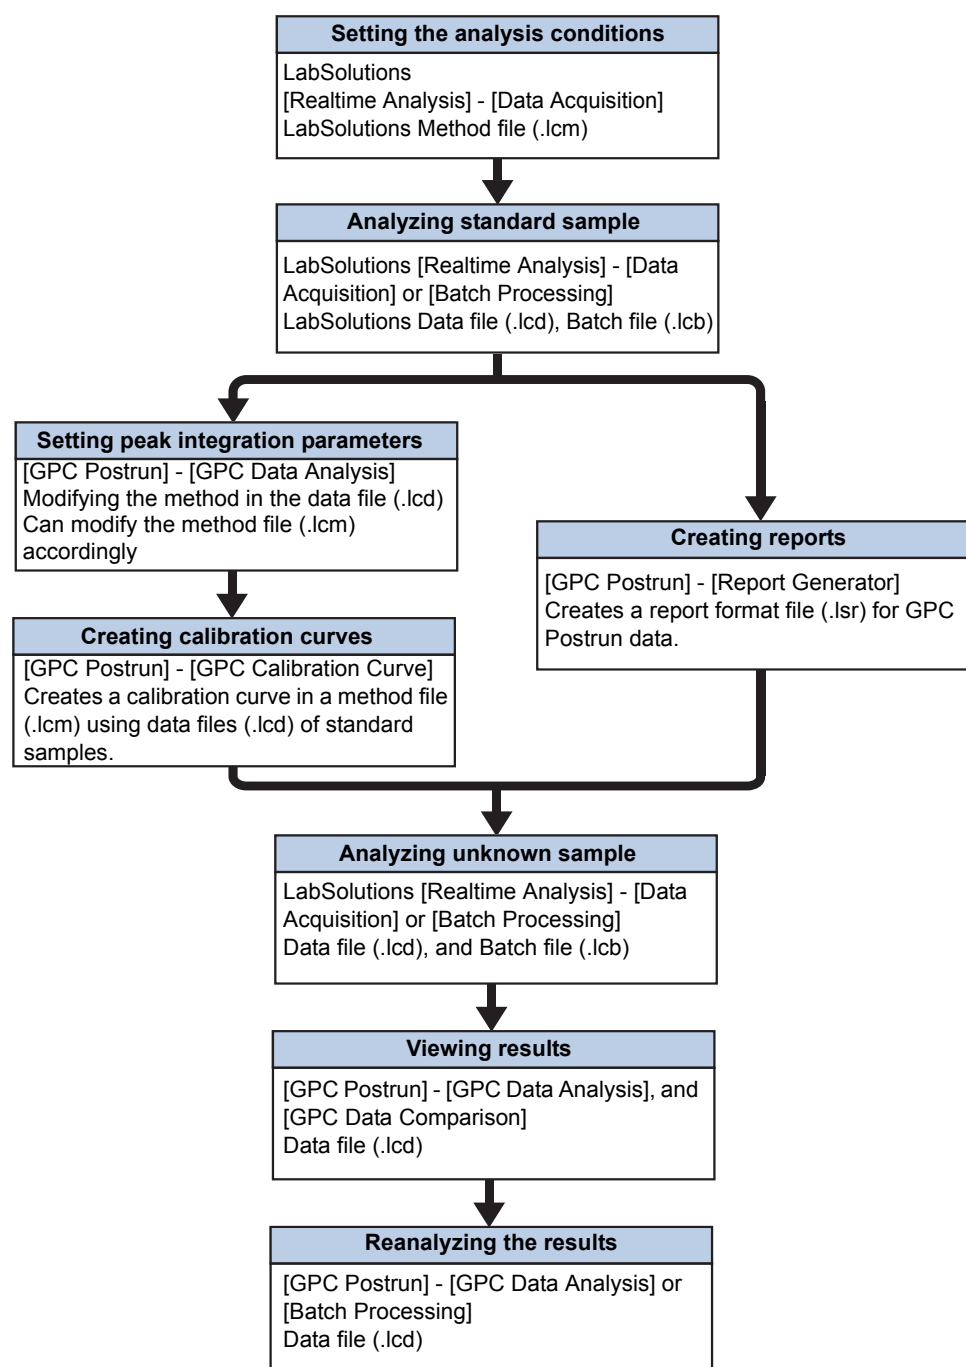 Setting the analysis conditions
LabSolutions
[Realtime Analysis] - [Data Acquisition]
LabSolutions Method file (.lcm)
Analyzing standard sample
LabSolutions [Realtime Analysis] - [Data
Acquisition] or [Batch Processing]
LabSolutions Data file (.lcd), Batch file (.lcb)
Setting peak integration parameters
[GPC Postrun] - [GPC Data Analysis]
Modifying the method in the data file (.lcd)
Can modify the method file (.lcm)
accordingly
Creating calibration curves
[GPC Postrun] - [GPC Calibration Curve]
Creates a calibration curve in a method file
(.lcm) using data files (.lcd) of standard
samples.
Creating reports
[GPC Postrun] - [Report Generator]
Creates a report format file (.lsr) for GPC
Postrun data.
Analyzing unknown sample
LabSolutions [Realtime Analysis] - [Data
Acquisition] or [Batch Processing]
Data file (.lcd), and Batch file (.lcb)
Viewing results
[GPC Postrun] - [GPC Data Analysis], and
[GPC Data Comparison]
Data file (.lcd)
Reanalyzing the results
[GPC Postrun] - [GPC Data Analysis] or
[Batch Processing]
Data file (.lcd)